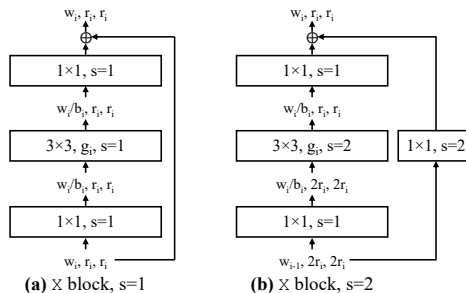 w_i, r_i, r_i
1×1, s=1
w_i/b_i, r_i, r_i
3×3, g_i, s=1
w_i/b_i, r_i, r_i
1×1, s=1
w_i, r_i, r_i
(a) X block, s=1
w_i, r_i, r_i
1×1, s=1
w_i/b_i, r_i, r_i
3×3, g_i, s=2
1×1, s=2
w_i/b_i, 2r_i, 2r_i
1×1, s=1
w_{i-1}, 2r_i, 2r_i
(b) X block, s=2